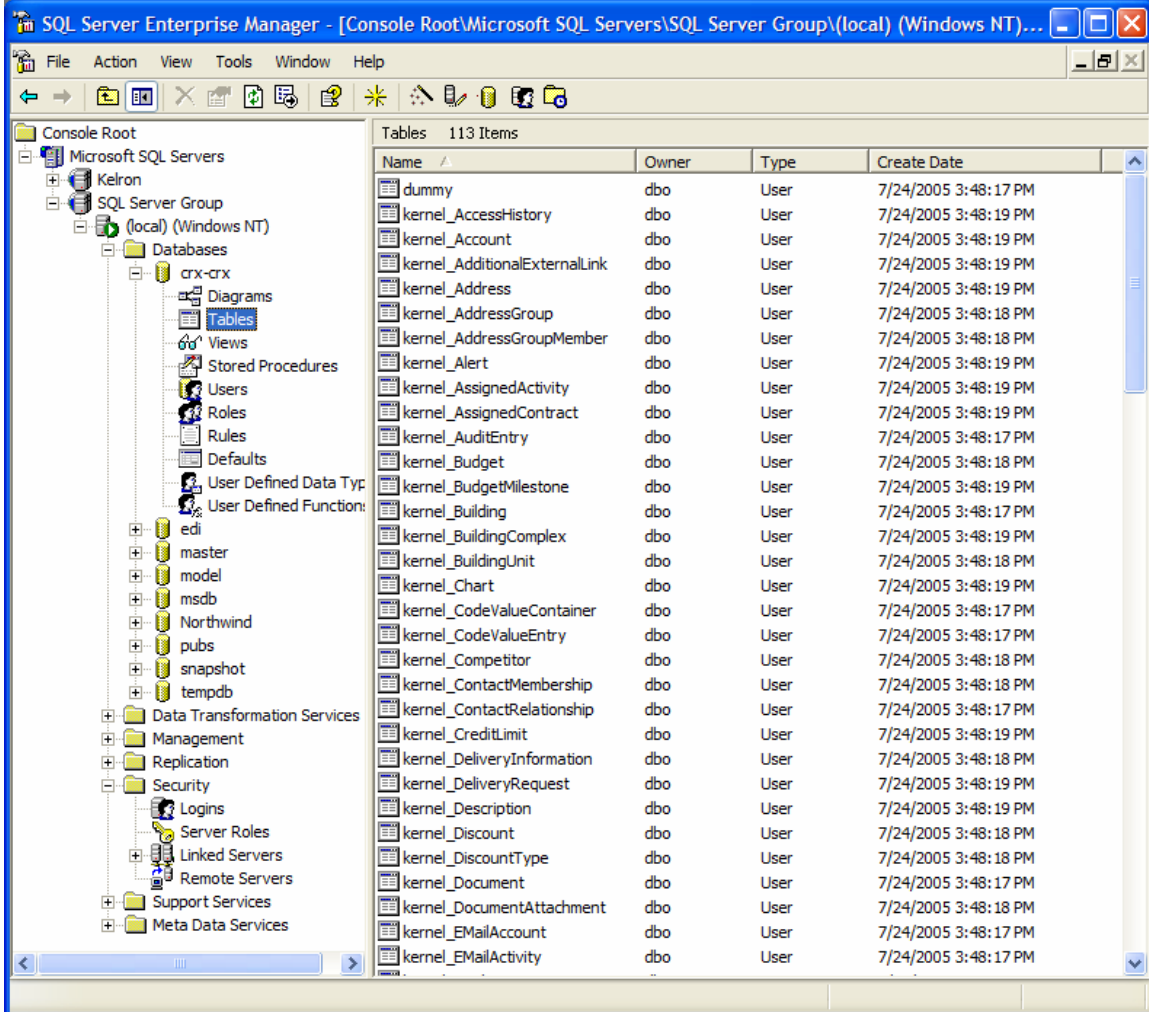 SQL Server Enterprise Manager - [Console Root\Microsoft SQL Servers\SQL Server Group\(local) (Windows NT)...
File Action View Tools Window Help
Console Root
Microsoft SQL Servers
Kelron
SQL Server Group
(local) (Windows NT)
Databases
crx-crx
Diagrams
Tables
Views
Stored Procedures
Users
Roles
Rules
Defaults
User Defined Data Typ
User Defined Function
edi
master
model
msdb
Northwind
pubs
snapshot
tempdb
Data Transformation Services
Management
Replication
Security
Logins
Server Roles
Linked Servers
Remote Servers
Support Services
Meta Data Services
Tables 113 Items
Name Owner Type Create Date
dummy dbo User 7/24/2005 3:48:17 PM
kernel_AccessHistory dbo User 7/24/2005 3:48:19 PM
kernel_Account dbo User 7/24/2005 3:48:19 PM
kernel_AdditionalExternalLink dbo User 7/24/2005 3:48:19 PM
kernel_Address dbo User 7/24/2005 3:48:19 PM
kernel_AddressGroup dbo User 7/24/2005 3:48:18 PM
kernel_AddressGroupMember dbo User 7/24/2005 3:48:18 PM
kernel_Alert dbo User 7/24/2005 3:48:18 PM
kernel_AssignedActivity dbo User 7/24/2005 3:48:19 PM
kernel_AssignedContract dbo User 7/24/2005 3:48:19 PM
kernel_AuditEntry dbo User 7/24/2005 3:48:17 PM
kernel_Budget dbo User 7/24/2005 3:48:18 PM
kernel_BudgetMilestone dbo User 7/24/2005 3:48:19 PM
kernel_Building dbo User 7/24/2005 3:48:17 PM
kernel_BuildingComplex dbo User 7/24/2005 3:48:19 PM
kernel_BuildingUnit dbo User 7/24/2005 3:48:18 PM
kernel_Chart dbo User 7/24/2005 3:48:19 PM
kernel_CodeValueContainer dbo User 7/24/2005 3:48:17 PM
kernel_CodeValueEntry dbo User 7/24/2005 3:48:17 PM
kernel_Competitor dbo User 7/24/2005 3:48:18 PM
kernel_ContactMembership dbo User 7/24/2005 3:48:18 PM
kernel_ContactRelationship dbo User 7/24/2005 3:48:17 PM
kernel_CreditLimit dbo User 7/24/2005 3:48:19 PM
kernel_DeliveryInformation dbo User 7/24/2005 3:48:18 PM
kernel_DeliveryRequest dbo User 7/24/2005 3:48:19 PM
kernel_Description dbo User 7/24/2005 3:48:19 PM
kernel_Discount dbo User 7/24/2005 3:48:18 PM
kernel_DiscountType dbo User 7/24/2005 3:48:18 PM
kernel_Document dbo User 7/24/2005 3:48:17 PM
kernel_DocumentAttachment dbo User 7/24/2005 3:48:18 PM
kernel_EMailAccount dbo User 7/24/2005 3:48:17 PM
kernel_EMailActivity dbo User 7/24/2005 3:48:17 PM